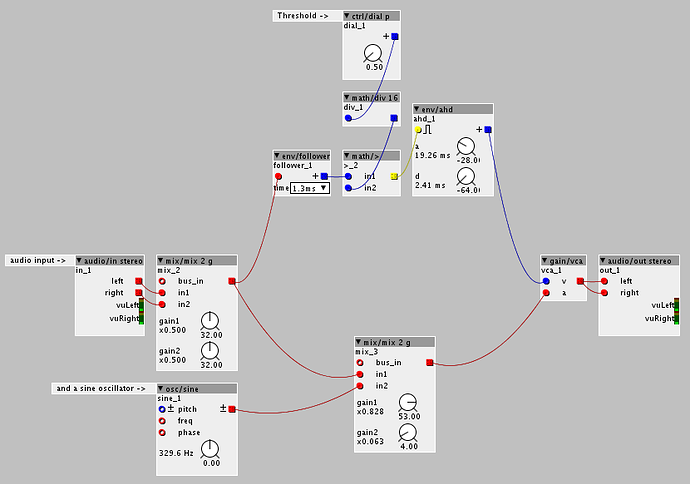 Threshold ->
ctrl/dial p
dial_1
+
0.50
math/div 16
div_1
env/ahd
ahd_1
+
a
19.26 ms
-28.0
d
2.41 ms
-64.0
env/follower
follower_1
+
time 1.3ms
math/>
>_2
in1
in2
audio input ->
audio/in stereo
in_1
left
right
vuLeft
vuRight
mix/mix 2 g
mix_2
bus_in
in1
in2
gain1
x0.500
32.00
gain2
x0.500
32.00
gain/vca
vca_1
v
a
audio/out stereo
out_1
left
right
vuLeft
vuRight
mix/mix 2 g
mix_3
bus_in
in1
in2
gain1
x0.828
53.00
gain2
x0.063
4.00
and a sine oscillator ->
osc/sine
sine_1
± pitch ±
freq
phase
329.6 Hz
0.00